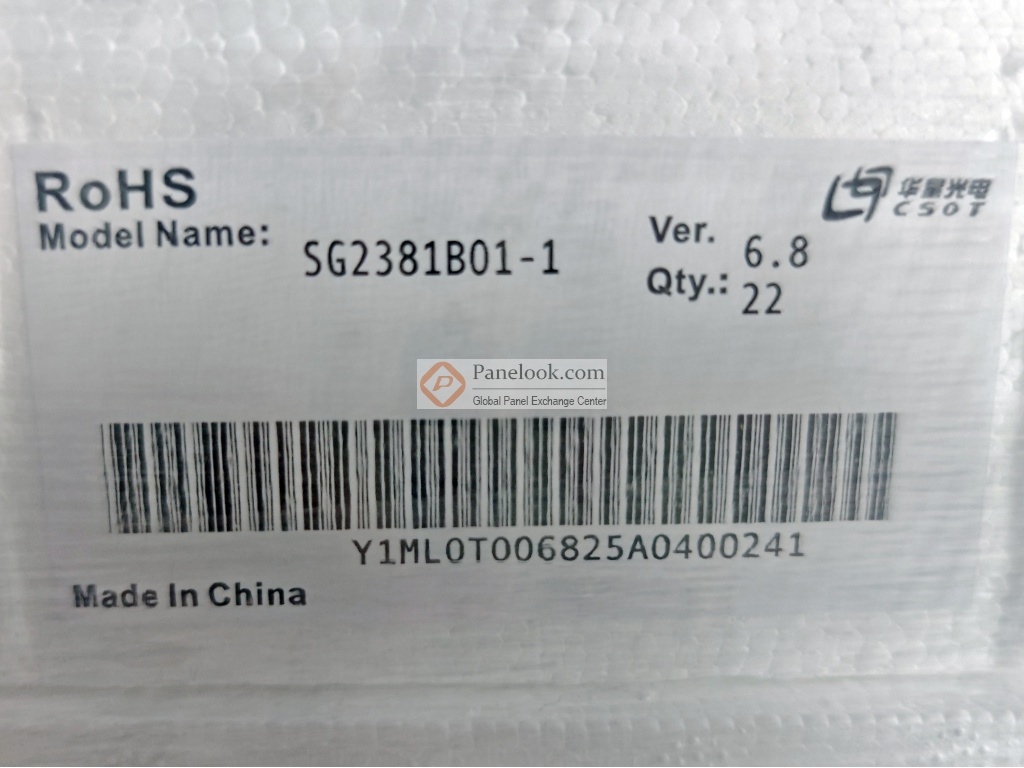 RoHS
华星光电
CSOT
Model Name: SG2381B01-1
Ver. 6.8
Qty.: 22
Panelook.com
Global Panel Exchange Center
Y1ML0T006825A0400241
Made In China